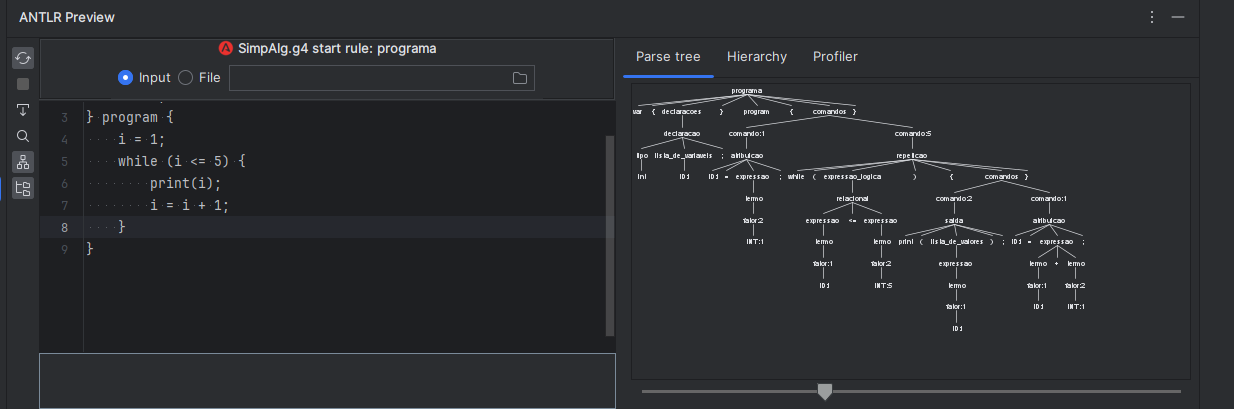 ANTLR Preview
SimpAlg.g4 start rule: programa
Input File
3 } program {
4 i = 1;
5 while (i <= 5) {
6 print(i);
7 i = i + 1;
8 }
9 }
Parse tree Hierarchy Profiler
programa
var { declaracoes } program { comandos }
declaracao comando:1 comando:5
tipo lista_de_variaveis ; atribuicao repeticao
int ID:i ID:i = expressao ; while ( expressao_logica ) { comandos }
termo relacional comando:2 comando:1
fator:2 expressao <= expressao saida atribuicao
INT:1 termo termo print ( lista_de_valores ) ; ID:i = expressao ;
fator:1 fator:2 expressao termo + termo
ID:i INT:5 termo fator:1 fator:2
fator:1 ID:i INT:1
ID:i